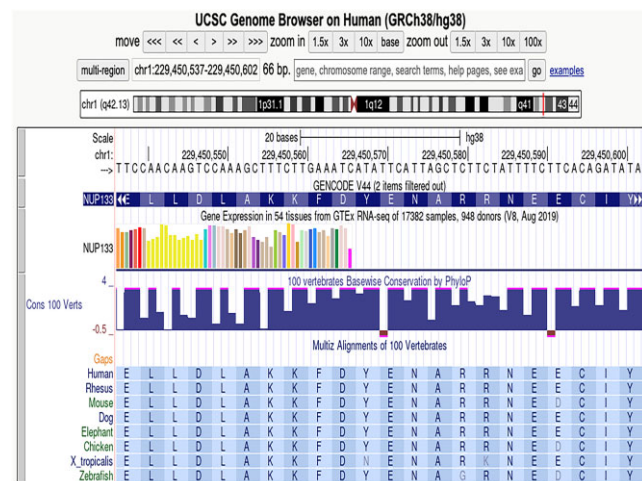 UCSC Genome Browser on Human (GRCh38/hg38)
move <<< << < > >> >>> zoom in 1.5x 3x 10x base zoom out 1.5x 3x 10x 100x
multi-region chr1:229,450,537-229,450,602 66 bp. gene, chromosome range, search terms, help pages, see exa go examples
chr1 (q42.13) 1p31.1 1q12 q41 43 44
Scale 20 bases hg38
chr1: 229,450,550 229,450,560 229,450,570 229,450,580 229,450,590 229,450,600
---> TTCCAACAAGTCCAAAGCTTTCTTGAAATCATATTCATTAGCTCTTCTATTTTCTTCACAGATATA
GENCODE V44 (2 items filtered out)
NUP133 E L L D L A K K F D Y E N A R R N E E C I Y
Gene Expression in 54 tissues from GTEx RNA-seq of 17382 samples, 948 donors (V8, Aug 2019)
NUP133
100 vertebrates Basewise Conservation by PhyloP
4
Cons 100 Verts
-0.5
Multiz Alignments of 100 Vertebrates
Gaps
Human E L L D L A K K F D Y E N A R R N E E C I Y
Rhesus E L L D L A K K F D Y E N A R R N E E C I Y
Mouse E L L D L A K K F D Y E N A R R N E D C I Y
Dog E L L D L A K K F D Y E N A R R N E E C I Y
Elephant E L L D L A K K F D Y E N A R R N E E C I Y
Chicken E L L D L A K K F D Y E N A R R N E D C I Y
X_tropicalis E L L D L A K K F D N E N A R K N E E C I Y
Zebrafish E L L D L A K K F D Y E N A G R N E D C I Y